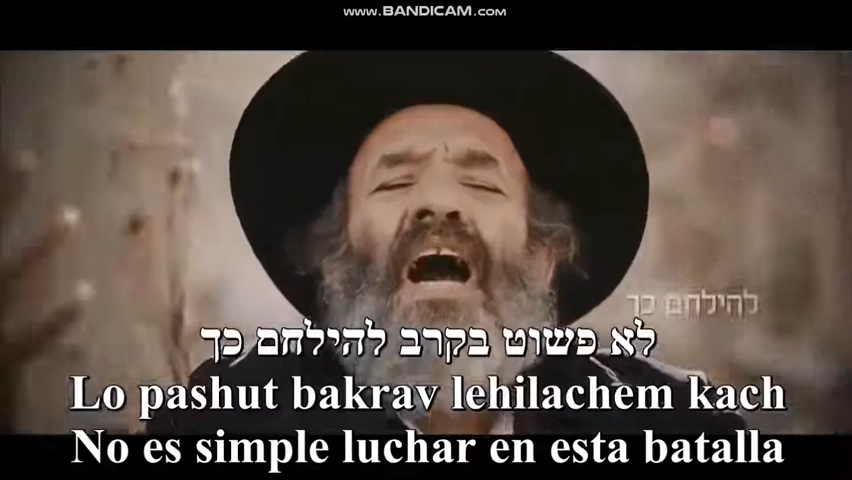 www.BANDICAM.com
להילחם כך
לא פשוט בקרב להילחם כך
Lo pashut bakrav lehilachem kach
No es simple luchar en esta batalla